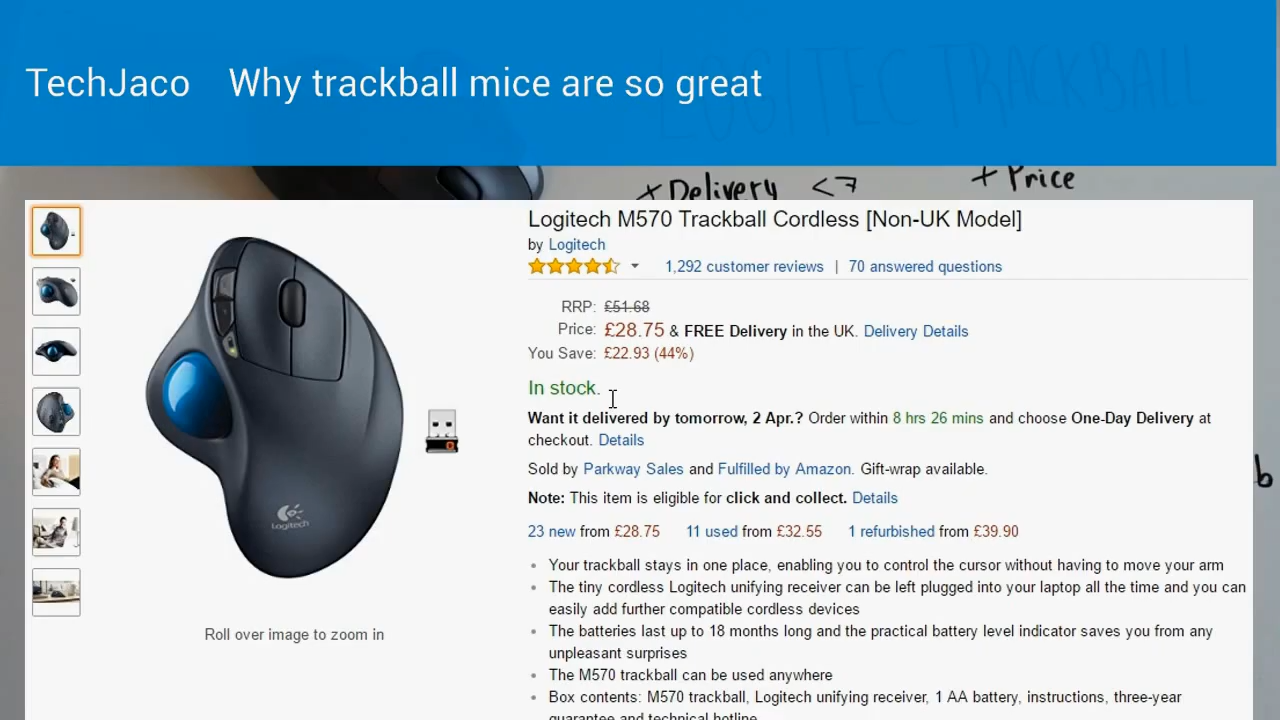 TechJaco Why trackball mice are so great
LOGITEC TRACKBALL
+ Delivery <7 + Price
Logitech M570 Trackball Cordless [Non-UK Model]
by Logitech
1,292 customer reviews | 70 answered questions
RRP: £51.68
Price: £28.75 & FREE Delivery in the UK. Delivery Details
You Save: £22.93 (44%)
In stock.
Want it delivered by tomorrow, 2 Apr.? Order within 8 hrs 26 mins and choose One-Day Delivery at
checkout. Details
Sold by Parkway Sales and Fulfilled by Amazon. Gift-wrap available.
Note: This item is eligible for click and collect. Details
23 new from £28.75 11 used from £32.55 1 refurbished from £39.90
• Your trackball stays in one place, enabling you to control the cursor without having to move your arm
• The tiny cordless Logitech unifying receiver can be left plugged into your laptop all the time and you can
easily add further compatible cordless devices
• The batteries last up to 18 months long and the practical battery level indicator saves you from any
unpleasant surprises
• The M570 trackball can be used anywhere
• Box contents: M570 trackball, Logitech unifying receiver, 1 AA battery, instructions, three-year
guarantee and technical hotline
Logitech
Roll over image to zoom in
b